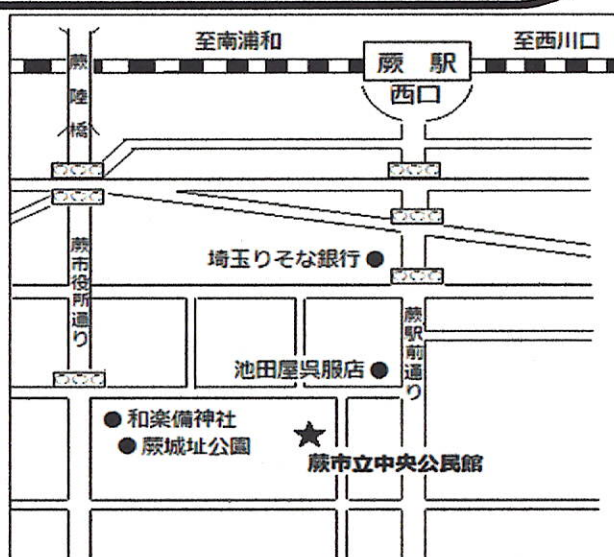 至南浦和
蕨駅
至西川口
西口
蕨陸橋
埼玉りそな銀行
蕨市役所通り
蕨駅前通り
池田屋呉服店
和楽備神社
蕨城址公園
蕨市立中央公民館